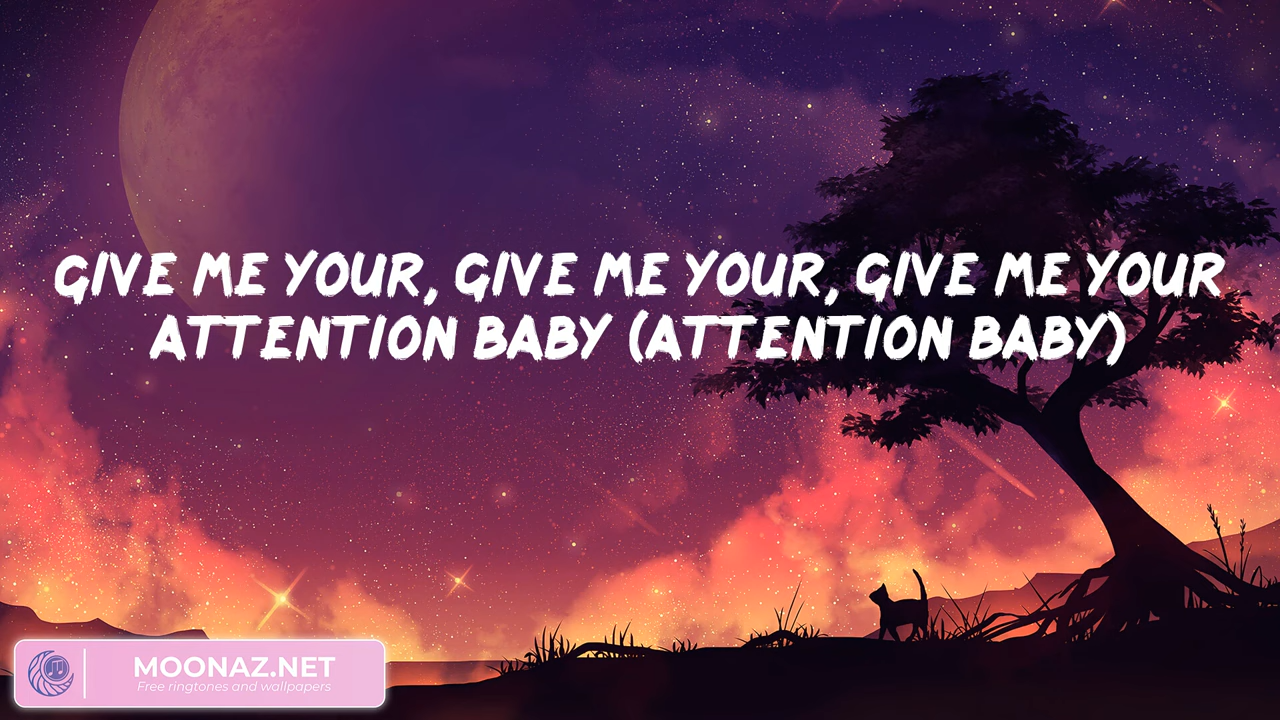 GIVE ME YOUR, GIVE ME YOUR, GIVE ME YOUR
ATTENTION BABY (ATTENTION BABY)
MOONAZ.NET
Free ringtones and wallpapers